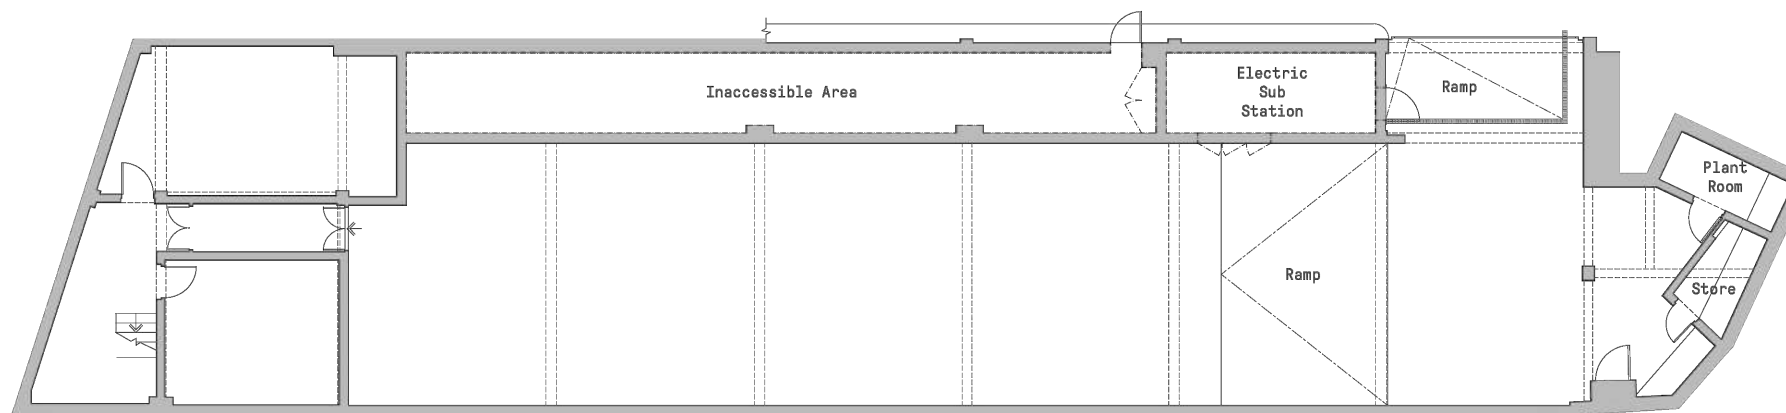 Inaccessible Area
Electric
Sub
Station
Ramp
Plant
Room
Ramp
Store